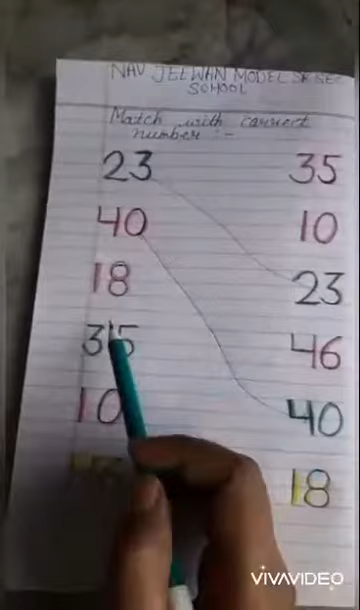 NAV JEEWAN MODEL SR SEC
SCHOOL
Match with correct
number :-
23 35
40 10
18 23
35 46
10 40
18
VIVAVIDEO